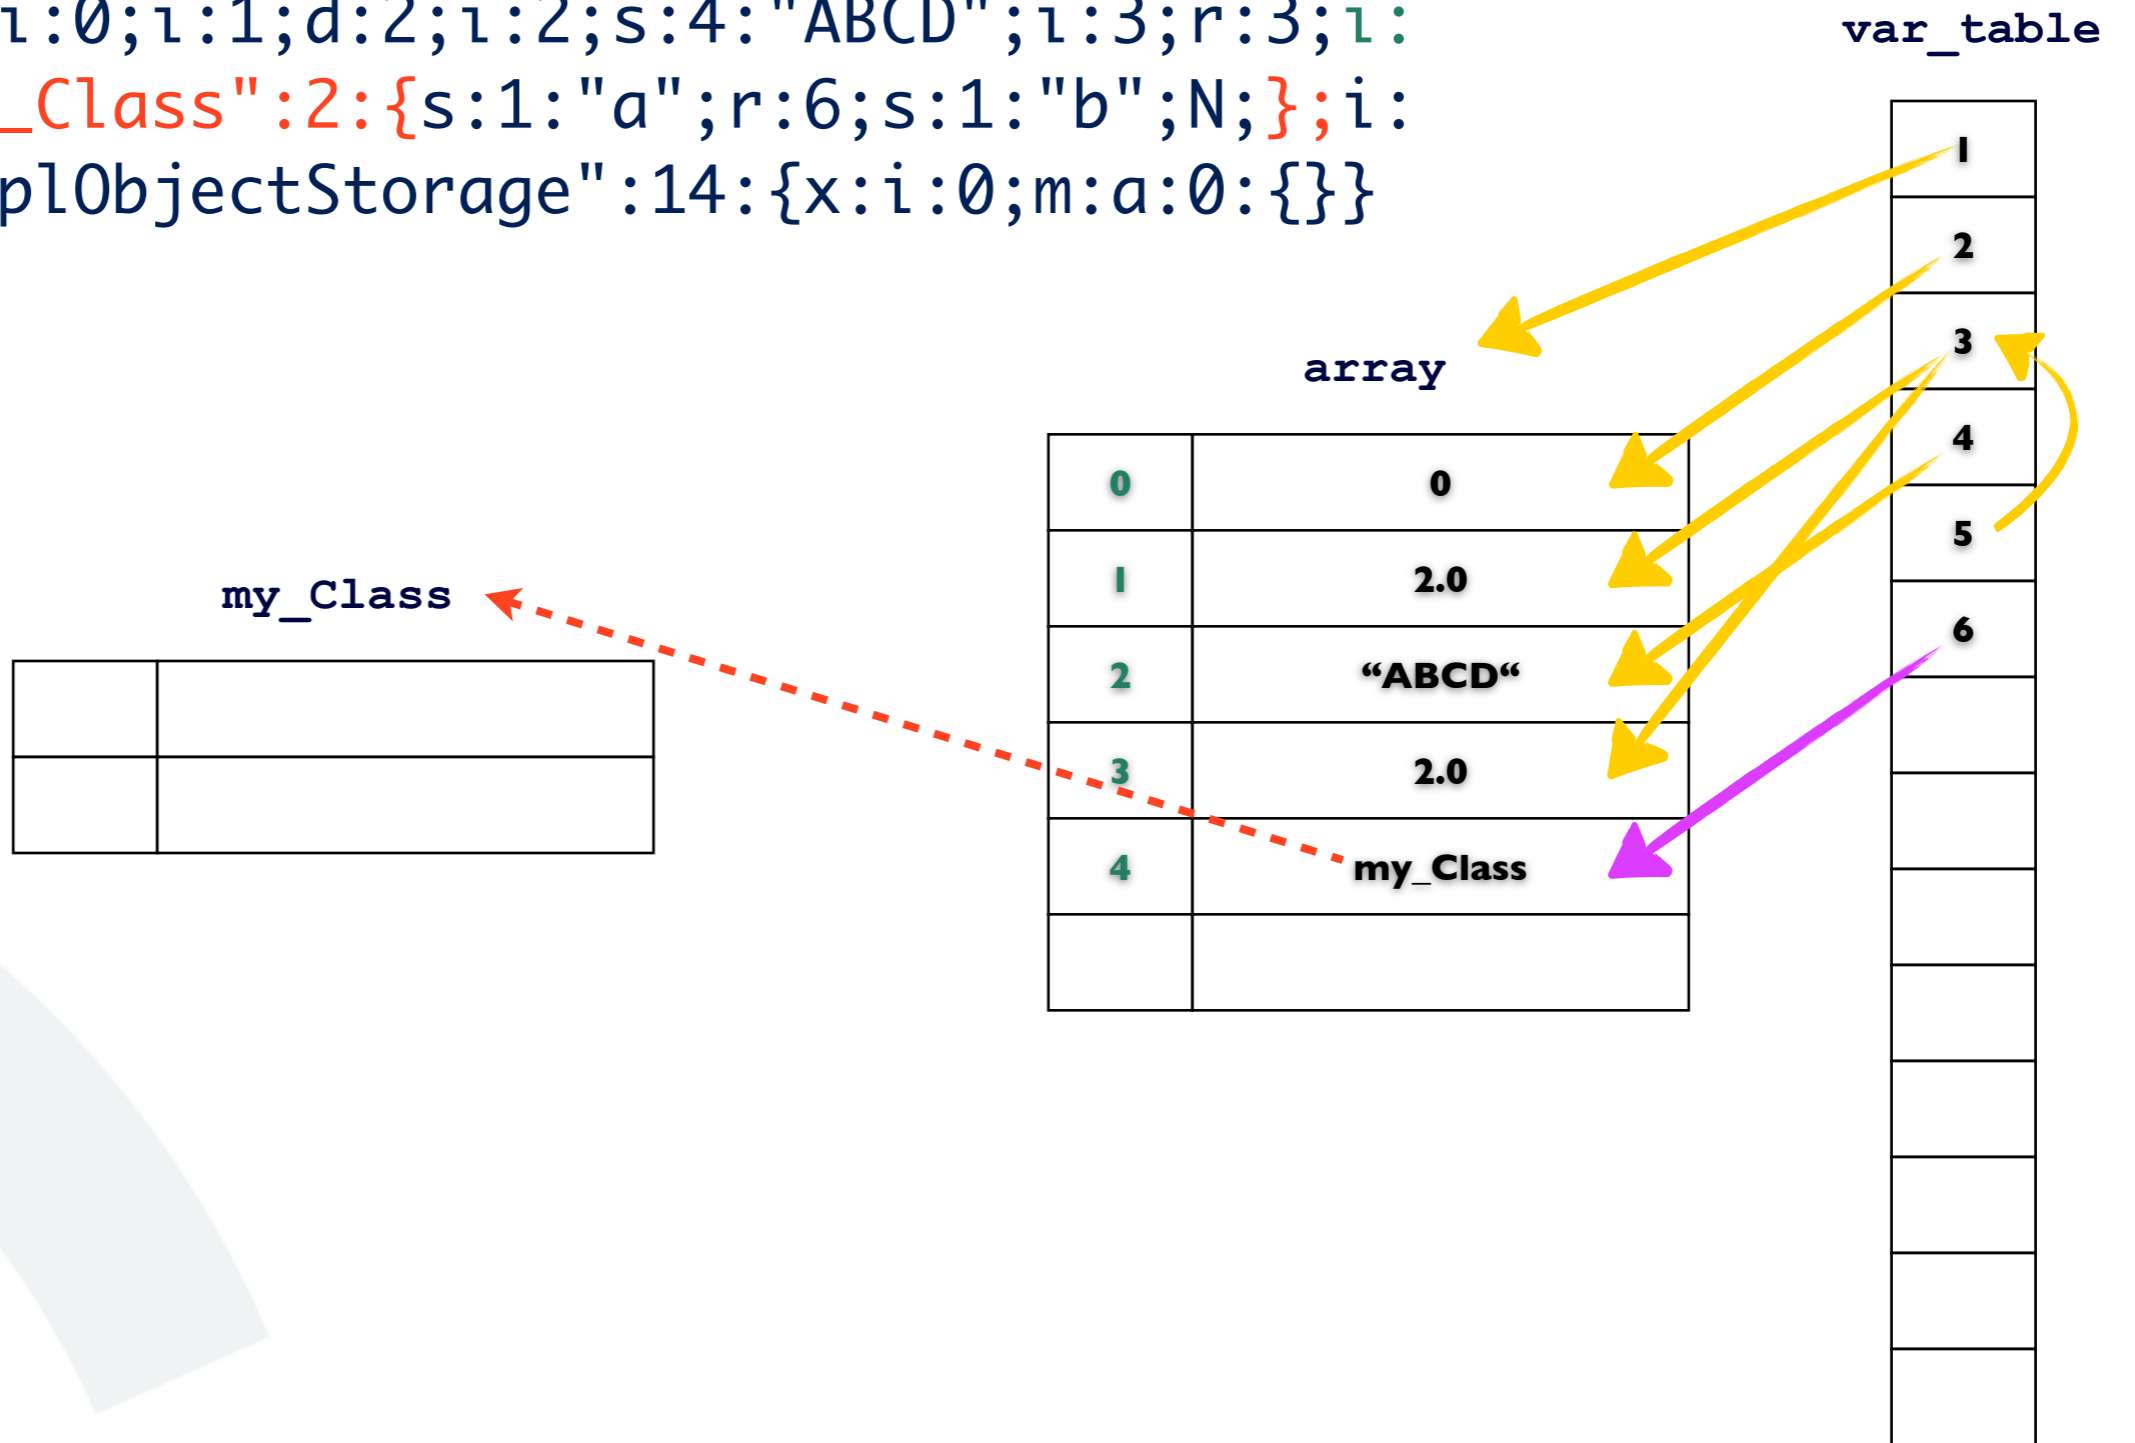 i:0;i:1;d:2;i:2;s:4:"ABCD";i:3;r:3;i:
_Class":2:{s:1:"a";r:6;s:1:"b";N;};i:
plObjectStorage":14:{x:i:0;m:a:0:{}}
var_table
1
2
3
4
5
6
array
0 0
1 2.0
2 “ABCD“
3 2.0
4 my_Class
my_Class